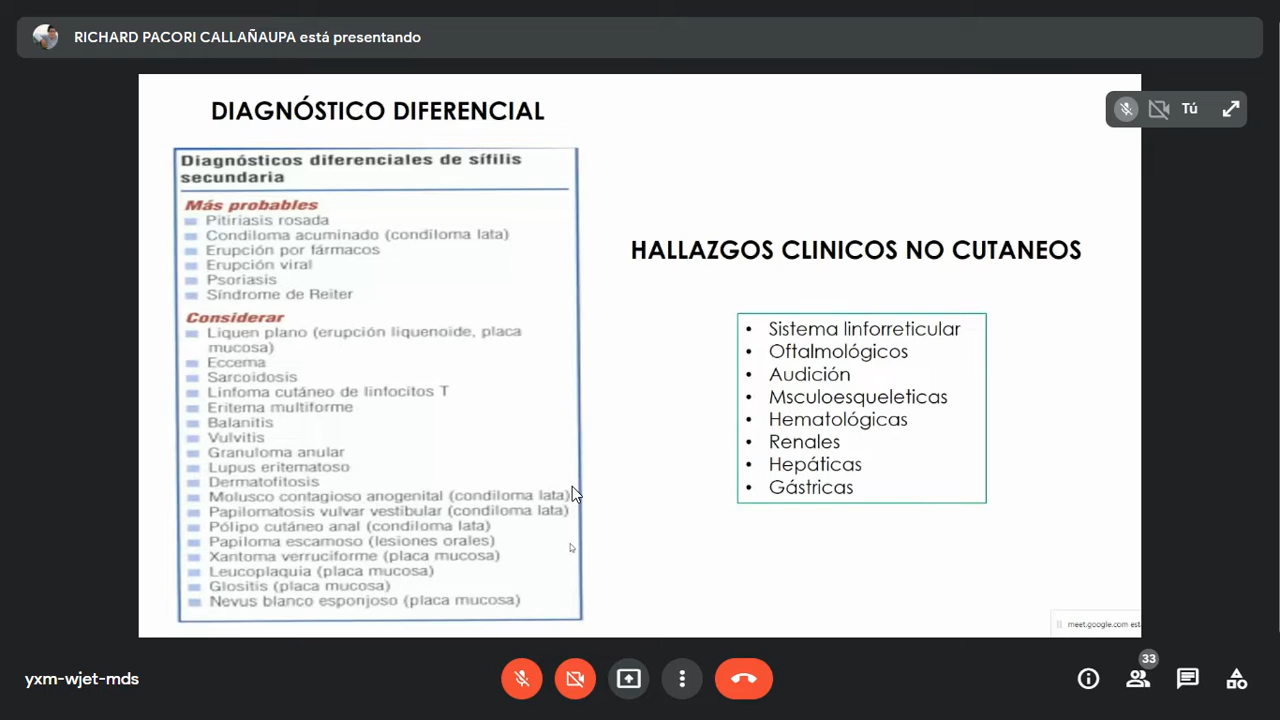 RICHARD PACORI CALLAÑAUPA está presentando
Tú
DIAGNÓSTICO DIFERENCIAL
Diagnósticos diferenciales de sífilis
secundaria
Más probables
Pitiriasis rosada
Condiloma acuminado (condiloma lata)
Erupción por fármacos
Erupción viral
Psoriasis
Síndrome de Reiter
Considerar
Liquen plano (erupción liquenoide, placa
mucosa)
Eccema
Sarcoidosis
Linfoma cutáneo de linfocitos T
Eritema multiforme
Balanitis
Vulvitis
Granuloma anular
Lupus eritematoso
Dermatofitosis
Molusco contagioso anogenital (condiloma lata)
Papilomatosis vulvar vestibular (condiloma lata)
Pólipo cutáneo anal (condiloma lata)
Papiloma escamoso (lesiones orales)
Xantoma verruciforme (placa mucosa)
Leucoplaquia (placa mucosa)
Glositis (placa mucosa)
Nevus blanco esponjoso (placa mucosa)
HALLAZGOS CLINICOS NO CUTANEOS
• Sistema linforreticular
• Oftalmológicos
• Audición
• Msculoesqueleticas
• Hematológicas
• Renales
• Hepáticas
• Gástricas
meet.google.com est
yxm-wjet-mds
33